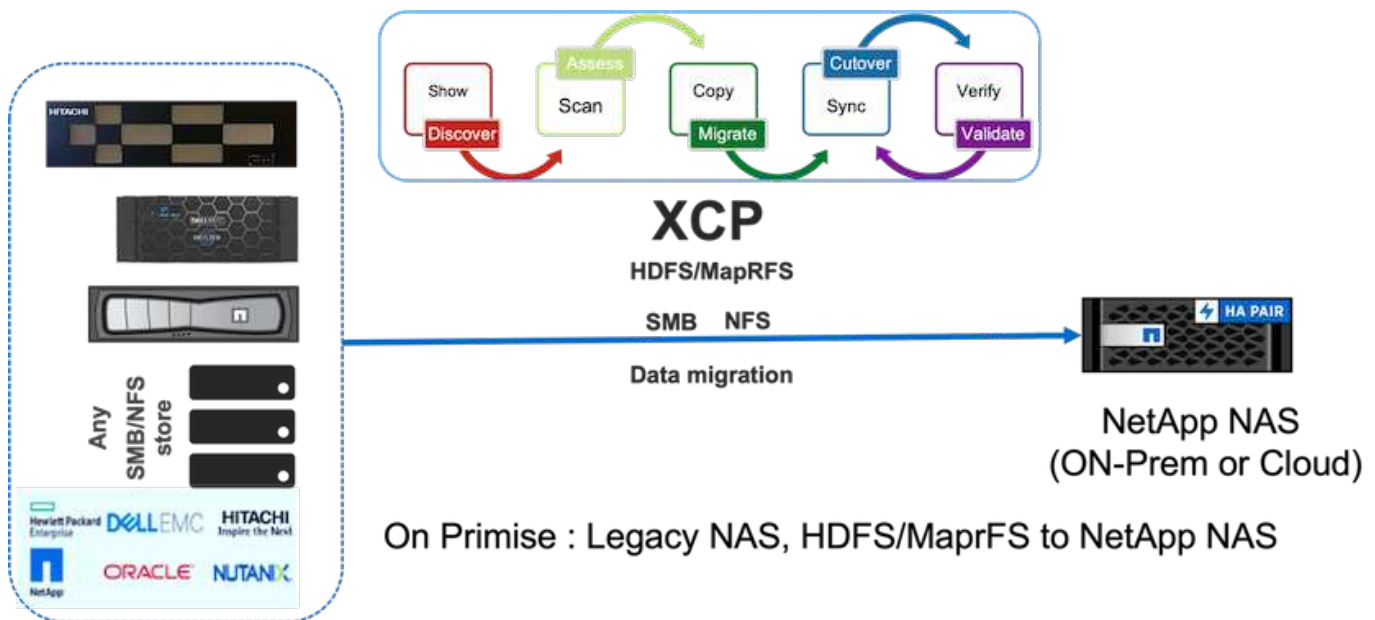 HITACHI
Any
SMB/NFS
store
Hewlett Packard
Enterprise
DELLEMC
HITACHI
Inspire the Next
NetApp
ORACLE
NUTANIX
Show
Discover
Assess
Scan
Copy
Migrate
Cutover
Sync
Verify
Validate
XCP
HDFS/MapRFS
SMB NFS
Data migration
HA PAIR
NetApp NAS
(ON-Prem or Cloud)
On Primise : Legacy NAS, HDFS/MaprFS to NetApp NAS